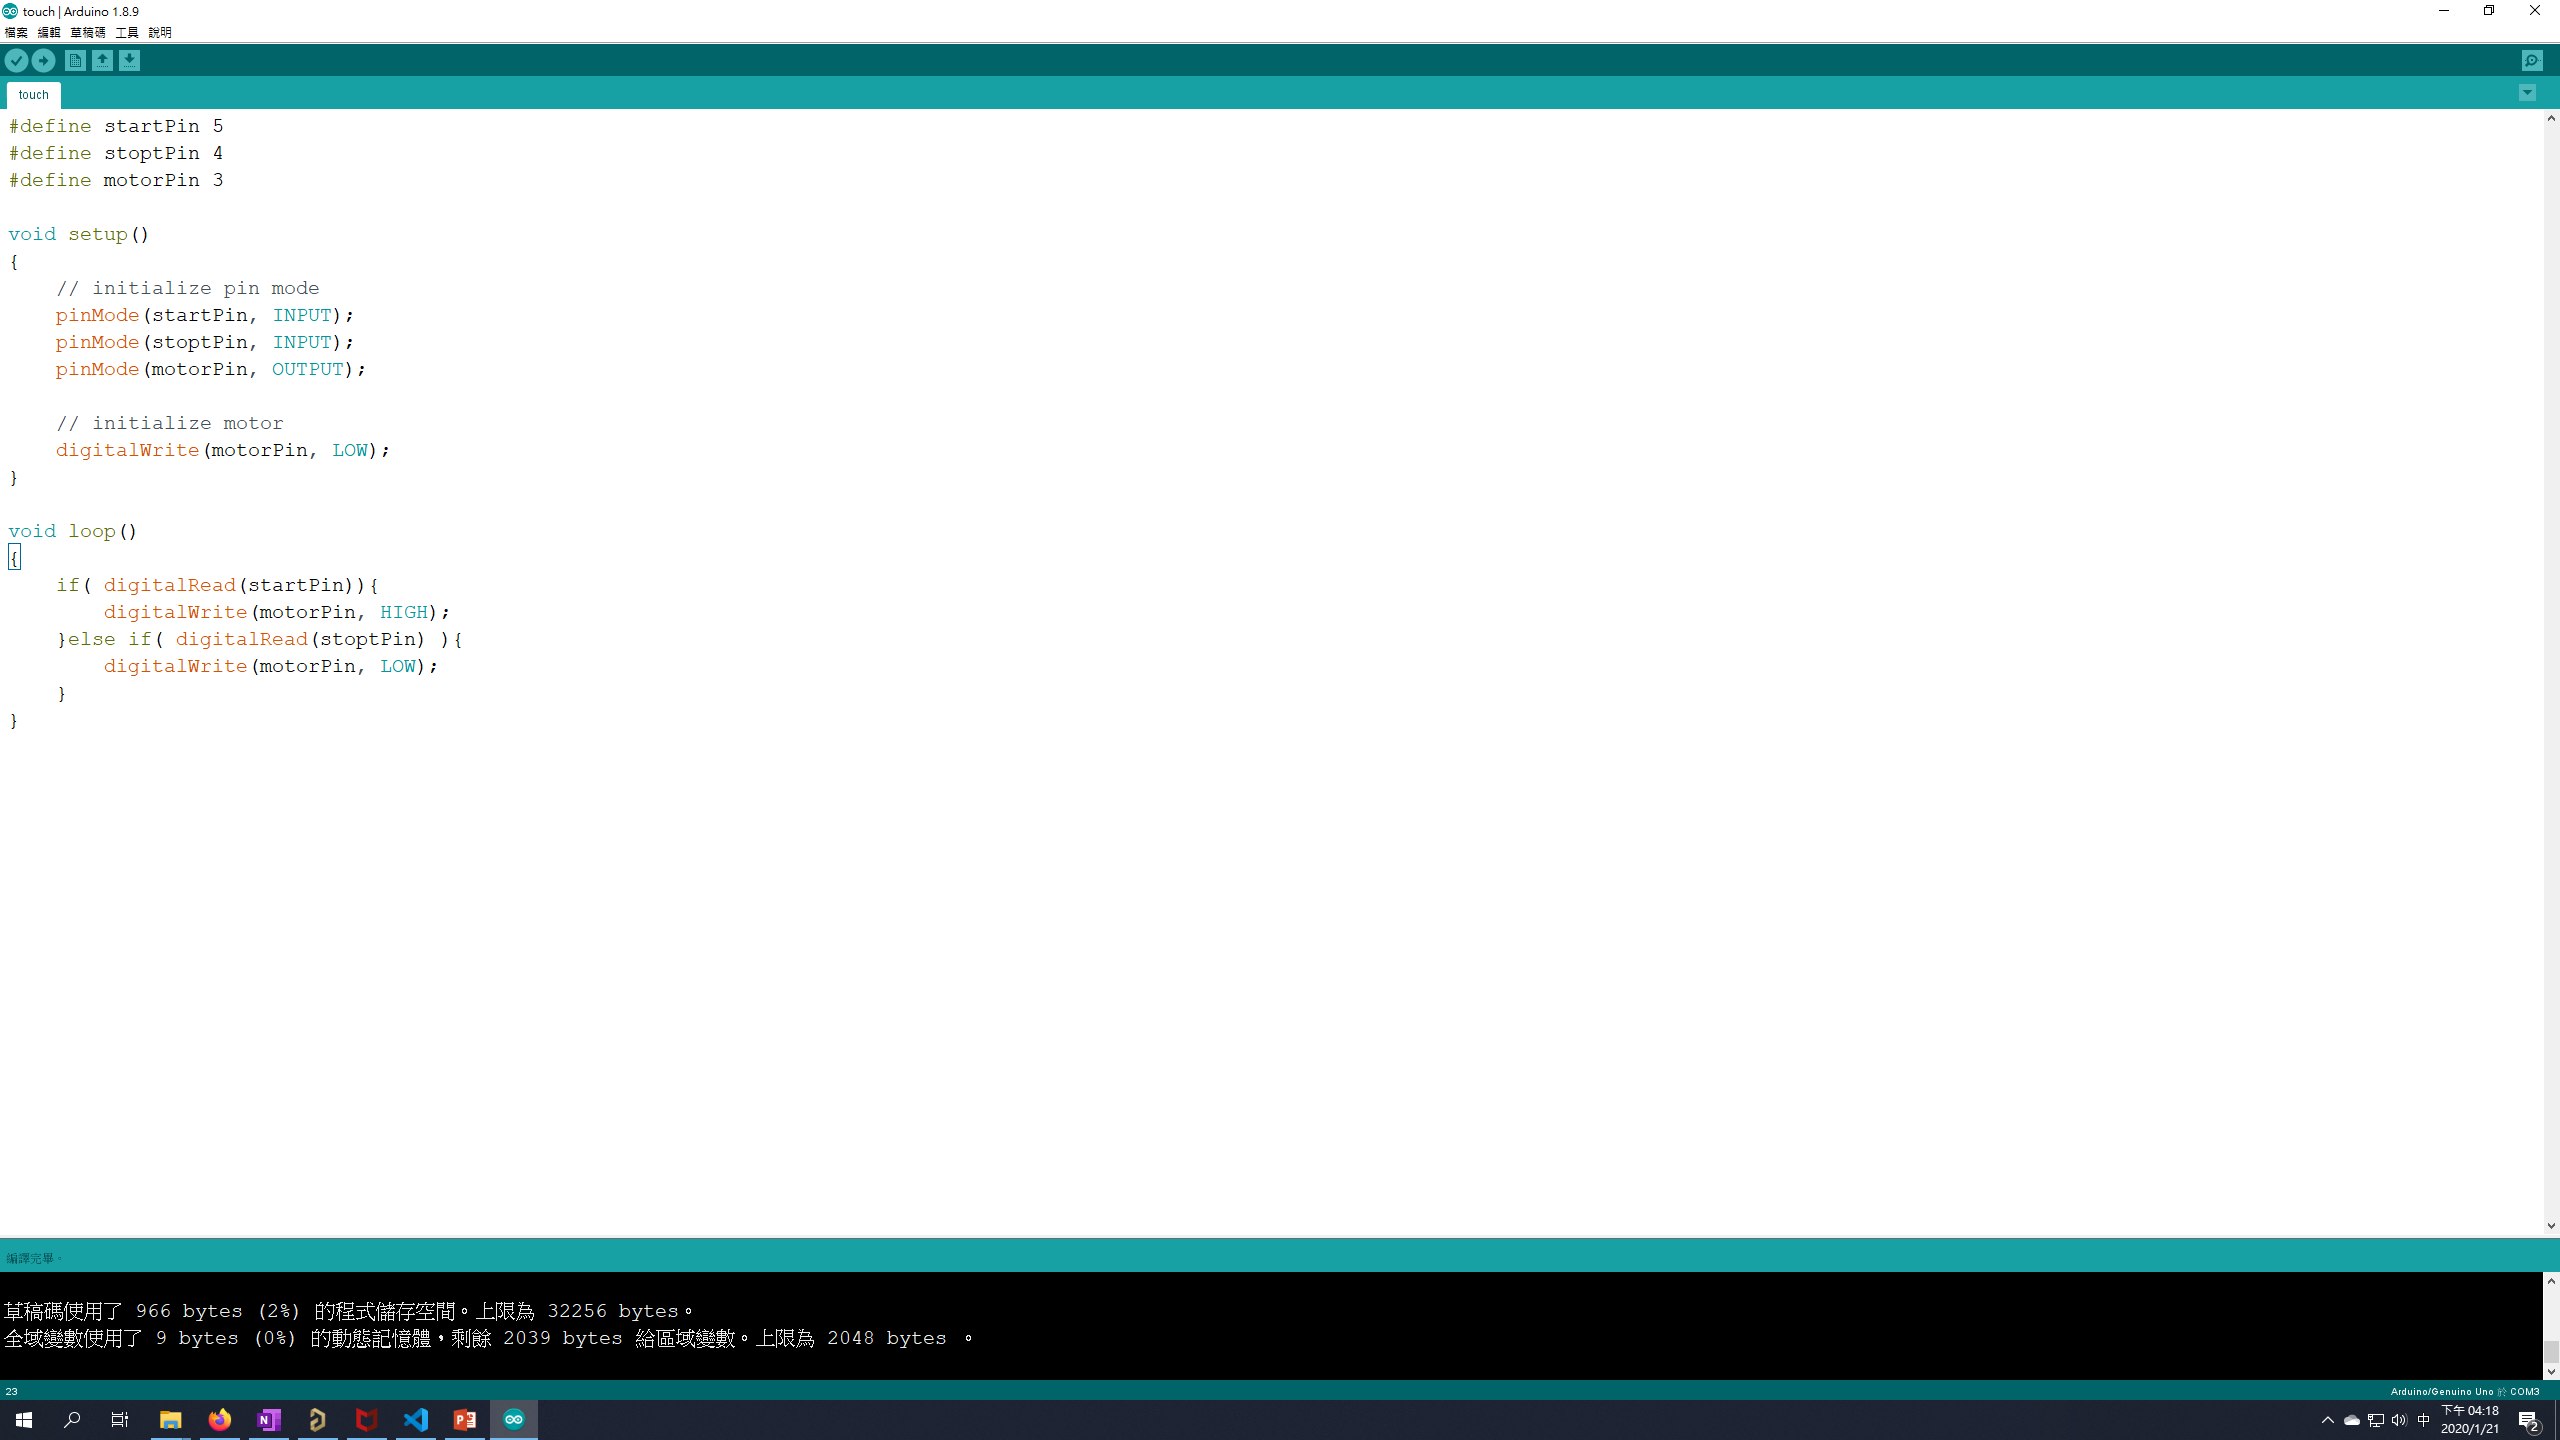 touch | Arduino 1.8.9
檔案 編輯 草稿碼 工具 說明
touch
#define startPin 5
#define stoptPin 4
#define motorPin 3
void setup()
{
    // initialize pin mode
    pinMode(startPin, INPUT);
    pinMode(stoptPin, INPUT);
    pinMode(motorPin, OUTPUT);
    // initialize motor
    digitalWrite(motorPin, LOW);
}
void loop()
{
    if( digitalRead(startPin)){
        digitalWrite(motorPin, HIGH);
    }else if( digitalRead(stoptPin) ){
        digitalWrite(motorPin, LOW);
    }
}
編譯完畢。
草稿碼使用了 966 bytes (2%) 的程式儲存空間。上限為 32256 bytes。
全域變數使用了 9 bytes (0%) 的動態記憶體，剩餘 2039 bytes 給區域變數。上限為 2048 bytes 。
23
Arduino/Genuino Uno 於 COM3
中
下午 04:18
2020/1/21
2